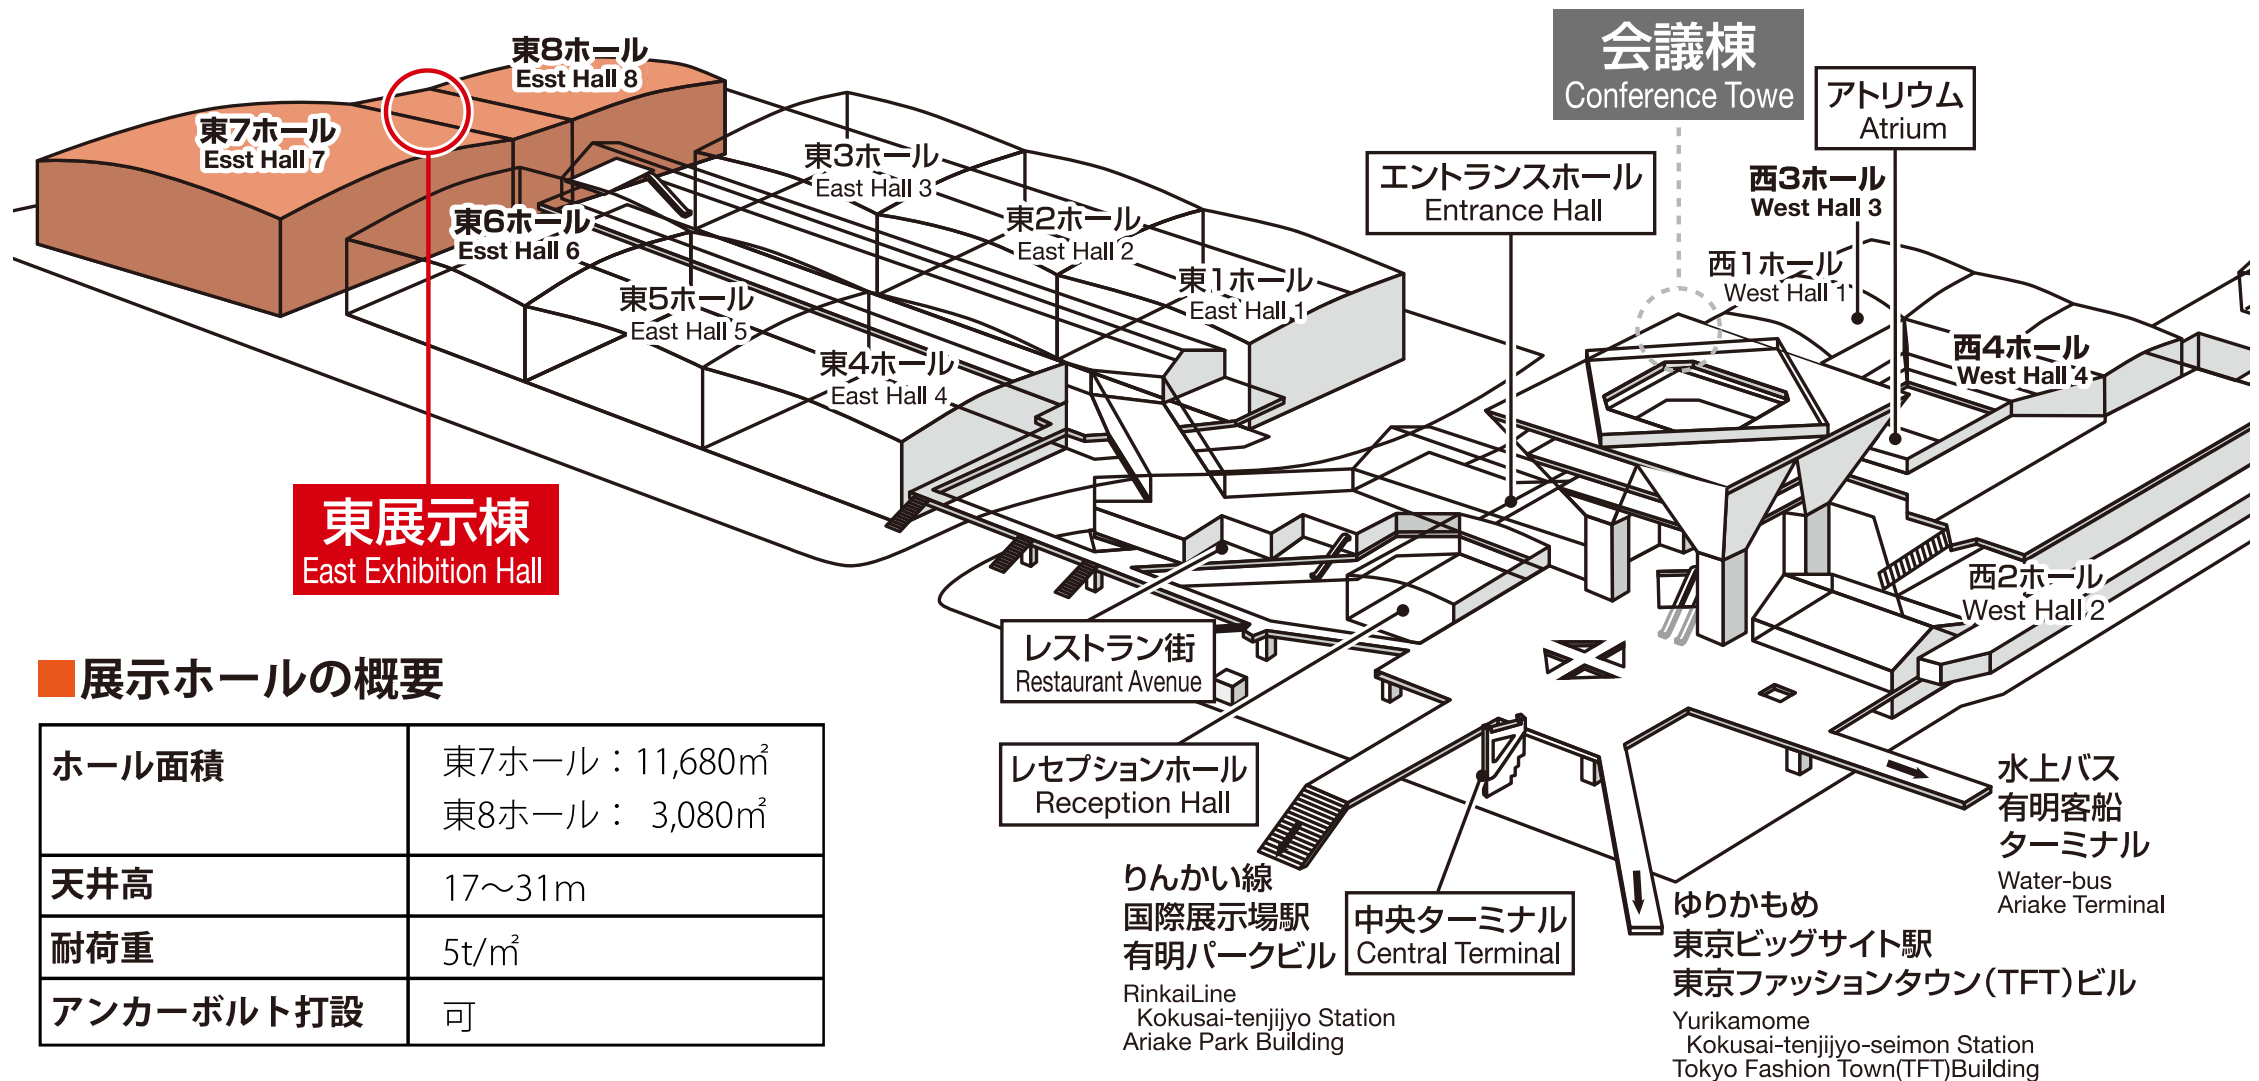 東8ホール
Esst Hall 8
東7ホール
Esst Hall 7
東6ホール
Esst Hall 6
東3ホール
East Hall 3
東2ホール
East Hall 2
東1ホール
East Hall 1
東5ホール
East Hall 5
東4ホール
East Hall 4
東展示棟
East Exhibition Hall
会議棟
Conference Towe
アトリウム
Atrium
エントランスホール
Entrance Hall
西3ホール
West Hall 3
西1ホール
West Hall 1
西4ホール
West Hall 4
西2ホール
West Hall 2
レストラン街
Restaurant Avenue
レセプションホール
Reception Hall
りんかい線
国際展示場駅
有明パークビル
RinkaiLine
Kokusai-tenjijyo Station
Ariake Park Building
中央ターミナル
Central Terminal
ゆりかもめ
東京ビッグサイト駅
東京ファッションタウン(TFT)ビル
Yurikamome
Kokusai-tenjijyo-seimon Station
Tokyo Fashion Town(TFT)Building
水上バス
有明客船
ターミナル
Water-bus
Ariake Terminal
■展示ホールの概要
ホール面積
東7ホール：11,680㎡
東8ホール： 3,080㎡
天井高
17～31m
耐荷重
5t/㎡
アンカーボルト打設
可